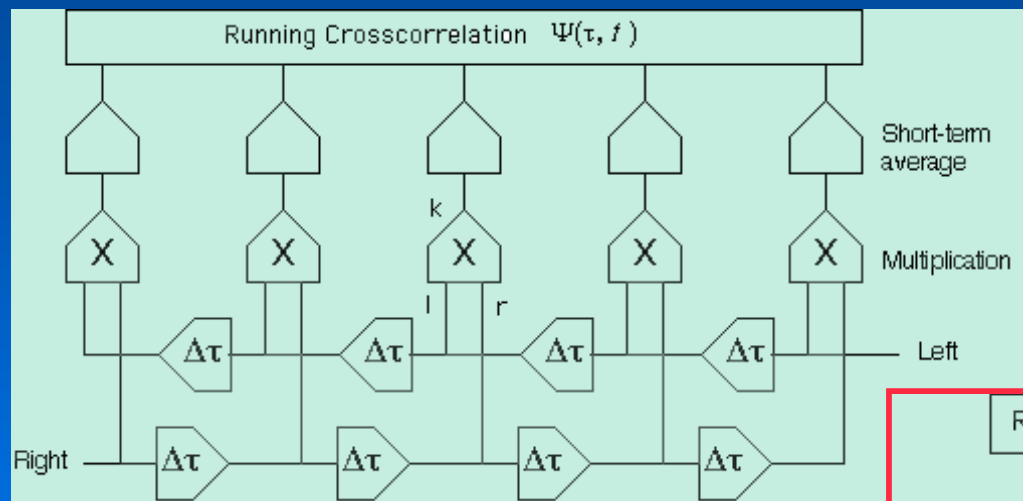 Running Crosscorrelation Ψ(τ, f)
Short-term
average
k
X X X X X
Multiplication
l r
Δτ Δτ Δτ Δτ
Left
R
Right
Δτ Δτ Δτ Δτ